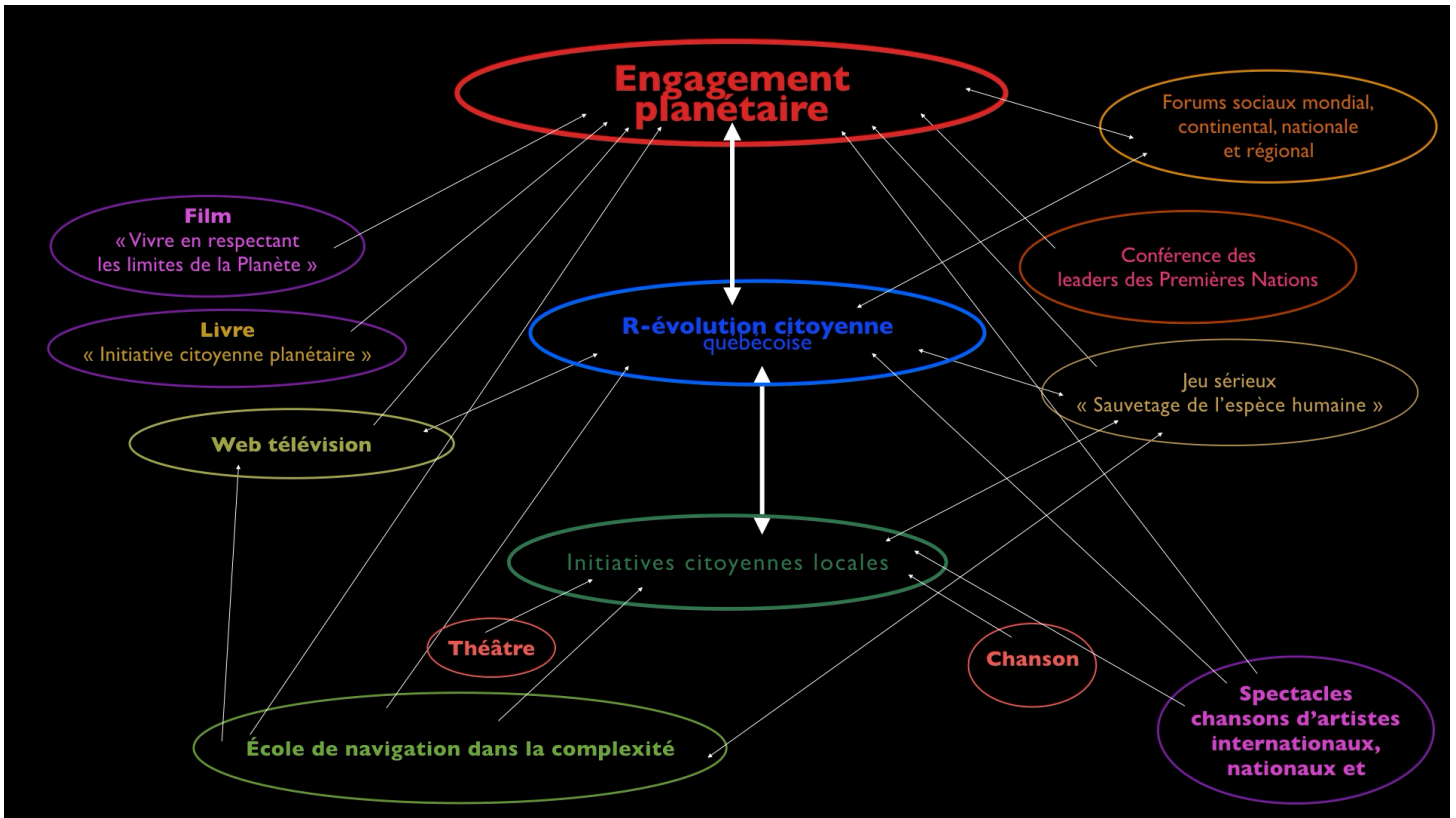 Engagement
planétaire
Forums sociaux mondial,
continental, nationale
et régional
Film
« Vivre en respectant
les limites de la Planète »
Conférence des
leaders des Premières Nations
Livre
« Initiative citoyenne planétaire »
R-évolution citoyenne
québécoise
Jeu sérieux
« Sauvetage de l'espèce humaine »
Web télévision
Initiatives citoyennes locales
Théâtre
Chanson
École de navigation dans la complexité
Spectacles
chansons d'artistes
internationaux,
nationaux et